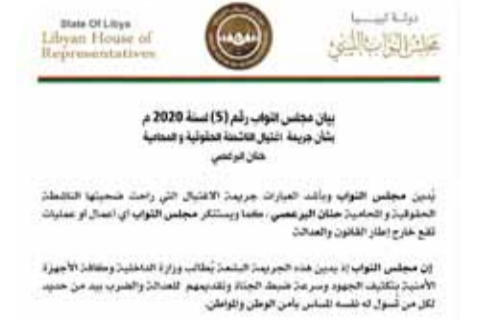 State Of Libya
Libyan House of
Representatives
دولة ليبيا
مجلس النواب الليبي
بيان مجلس النواب رقم (5) لسنة 2020 م
بشأن جريمة اغتيال الناشطة الحقوقية و المحامية
حنان البرعصي
يُدين مجلس النواب وبأشد العبارات جريمة الاغتيال التي راحت ضحيتها الناشطة
الحقوقية و المحامية حنان البرعصي ، كما ويستنكر مجلس النواب أي أعمال أو عمليات
تقع خارج إطار القانون والعدالة
إن مجلس النواب إذ يدين هذه الجريمة البشعة يُطالب وزارة الداخلية وكافة الأجهزة
الأمنية بتكثيف الجهود وسرعة ضبط الجناة وتقديمهم للعدالة والضرب بيد من حديد
لكل من تسول له نفسه المساس بأمن الوطن والمواطن.